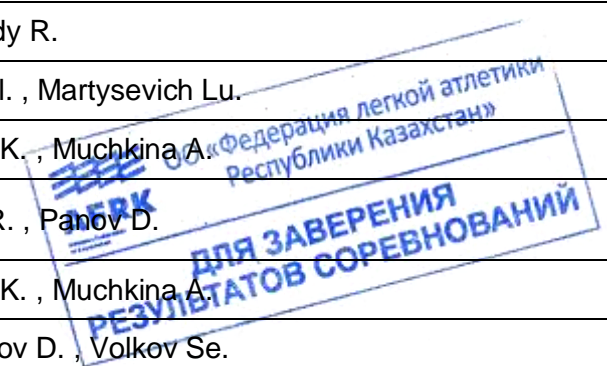 dy R.
I. , Martysevich Lu.
K. , Muchkina A.
R. , Panov D.
K. , Muchkina A.
ov D. , Volkov Se.
ОО «Федерация легкой атлетики
Республики Казахстан»
ДЛЯ ЗАВЕРЕНИЯ
РЕЗУЛЬТАТОВ СОРЕВНОВАНИЙ